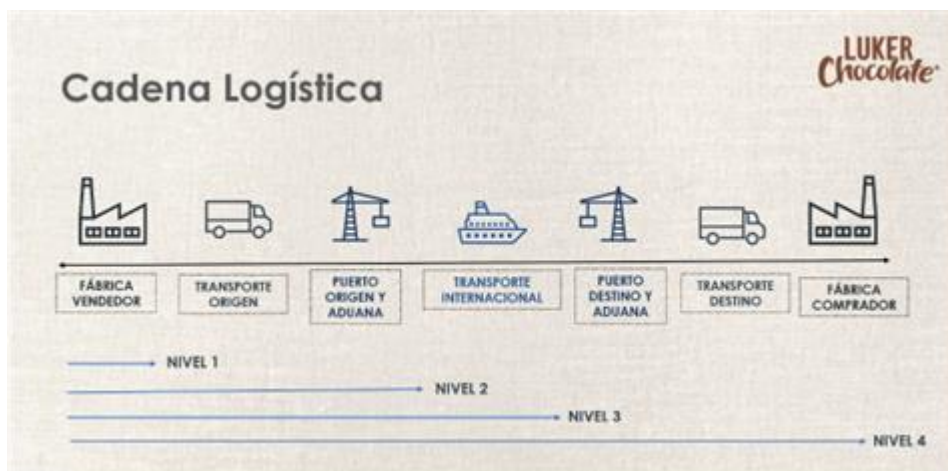 LUKER
Chocolate
Cadena Logística
FÁBRICA
VENDEDOR
TRANSPORTE
ORIGEN
PUERTO
ORIGEN Y
ADUANA
TRANSPORTE
INTERNACIONAL
PUERTO
DESTINO Y
ADUANA
TRANSPORTE
DESTINO
FÁBRICA
COMPRADOR
NIVEL 1
NIVEL 2
NIVEL 3
NIVEL 4